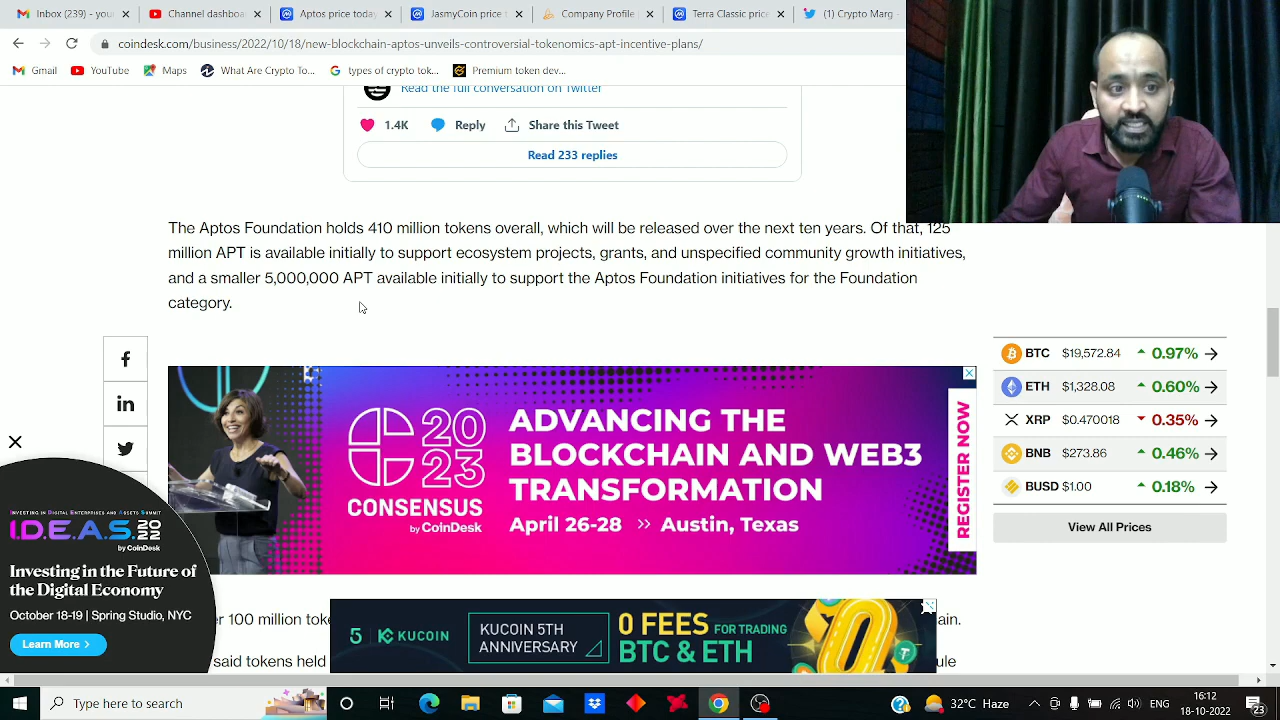 Inbox (239) -
Channel dashboar
Aptos price today
Jasmine price t
Campaigns Profile
Terra Classic price
(1) Crypto Marg
coindesk.com/business/2022/10/18/new-blockchain-aptos-unveils-controversial-tokenomics-apt-incentive-plans/
Gmail
YouTube
Maps
What Are Crypto To...
types of crypto tok...
Premium token dev...
Read the full conversation on Twitter
1.4K
Reply
Share this Tweet
Read 233 replies
The Aptos Foundation holds 410 million tokens overall, which will be released over the next ten years. Of that, 125
million APT is available initially to support ecosystem projects, grants, and unspecified community growth initiatives,
and a smaller 5,000,000 APT available initially to support the Aptos Foundation initiatives for the Foundation
category.
BTC $19,572.84 0.97%
ETH $1,328.08 0.60%
XRP $0.470018 0.35%
BNB $273.86 0.46%
BUSD $1.00 0.18%
View All Prices
2023
CONSENSUS
by CoinDesk
ADVANCING THE
BLOCKCHAIN AND WEB3
TRANSFORMATION
April 26-28 >> Austin, Texas
REGISTER NOW
INVESTING IN DIGITAL ENTERPRISES AND ASSETS SUMMIT
I.D.E.A.S. 2022
by CoinDesk
Investing in the Future of
the Digital Economy
October 18-19 | Spring Studio, NYC
Learn More >
r 100 million token
ain.
said tokens held
ule
5 KUCOIN
KUCOIN 5TH
ANNIVERSARY
0 FEES FOR TRADING
BTC & ETH
Type here to search
32°C Haze
ENG
16:12
18-10-2022
23